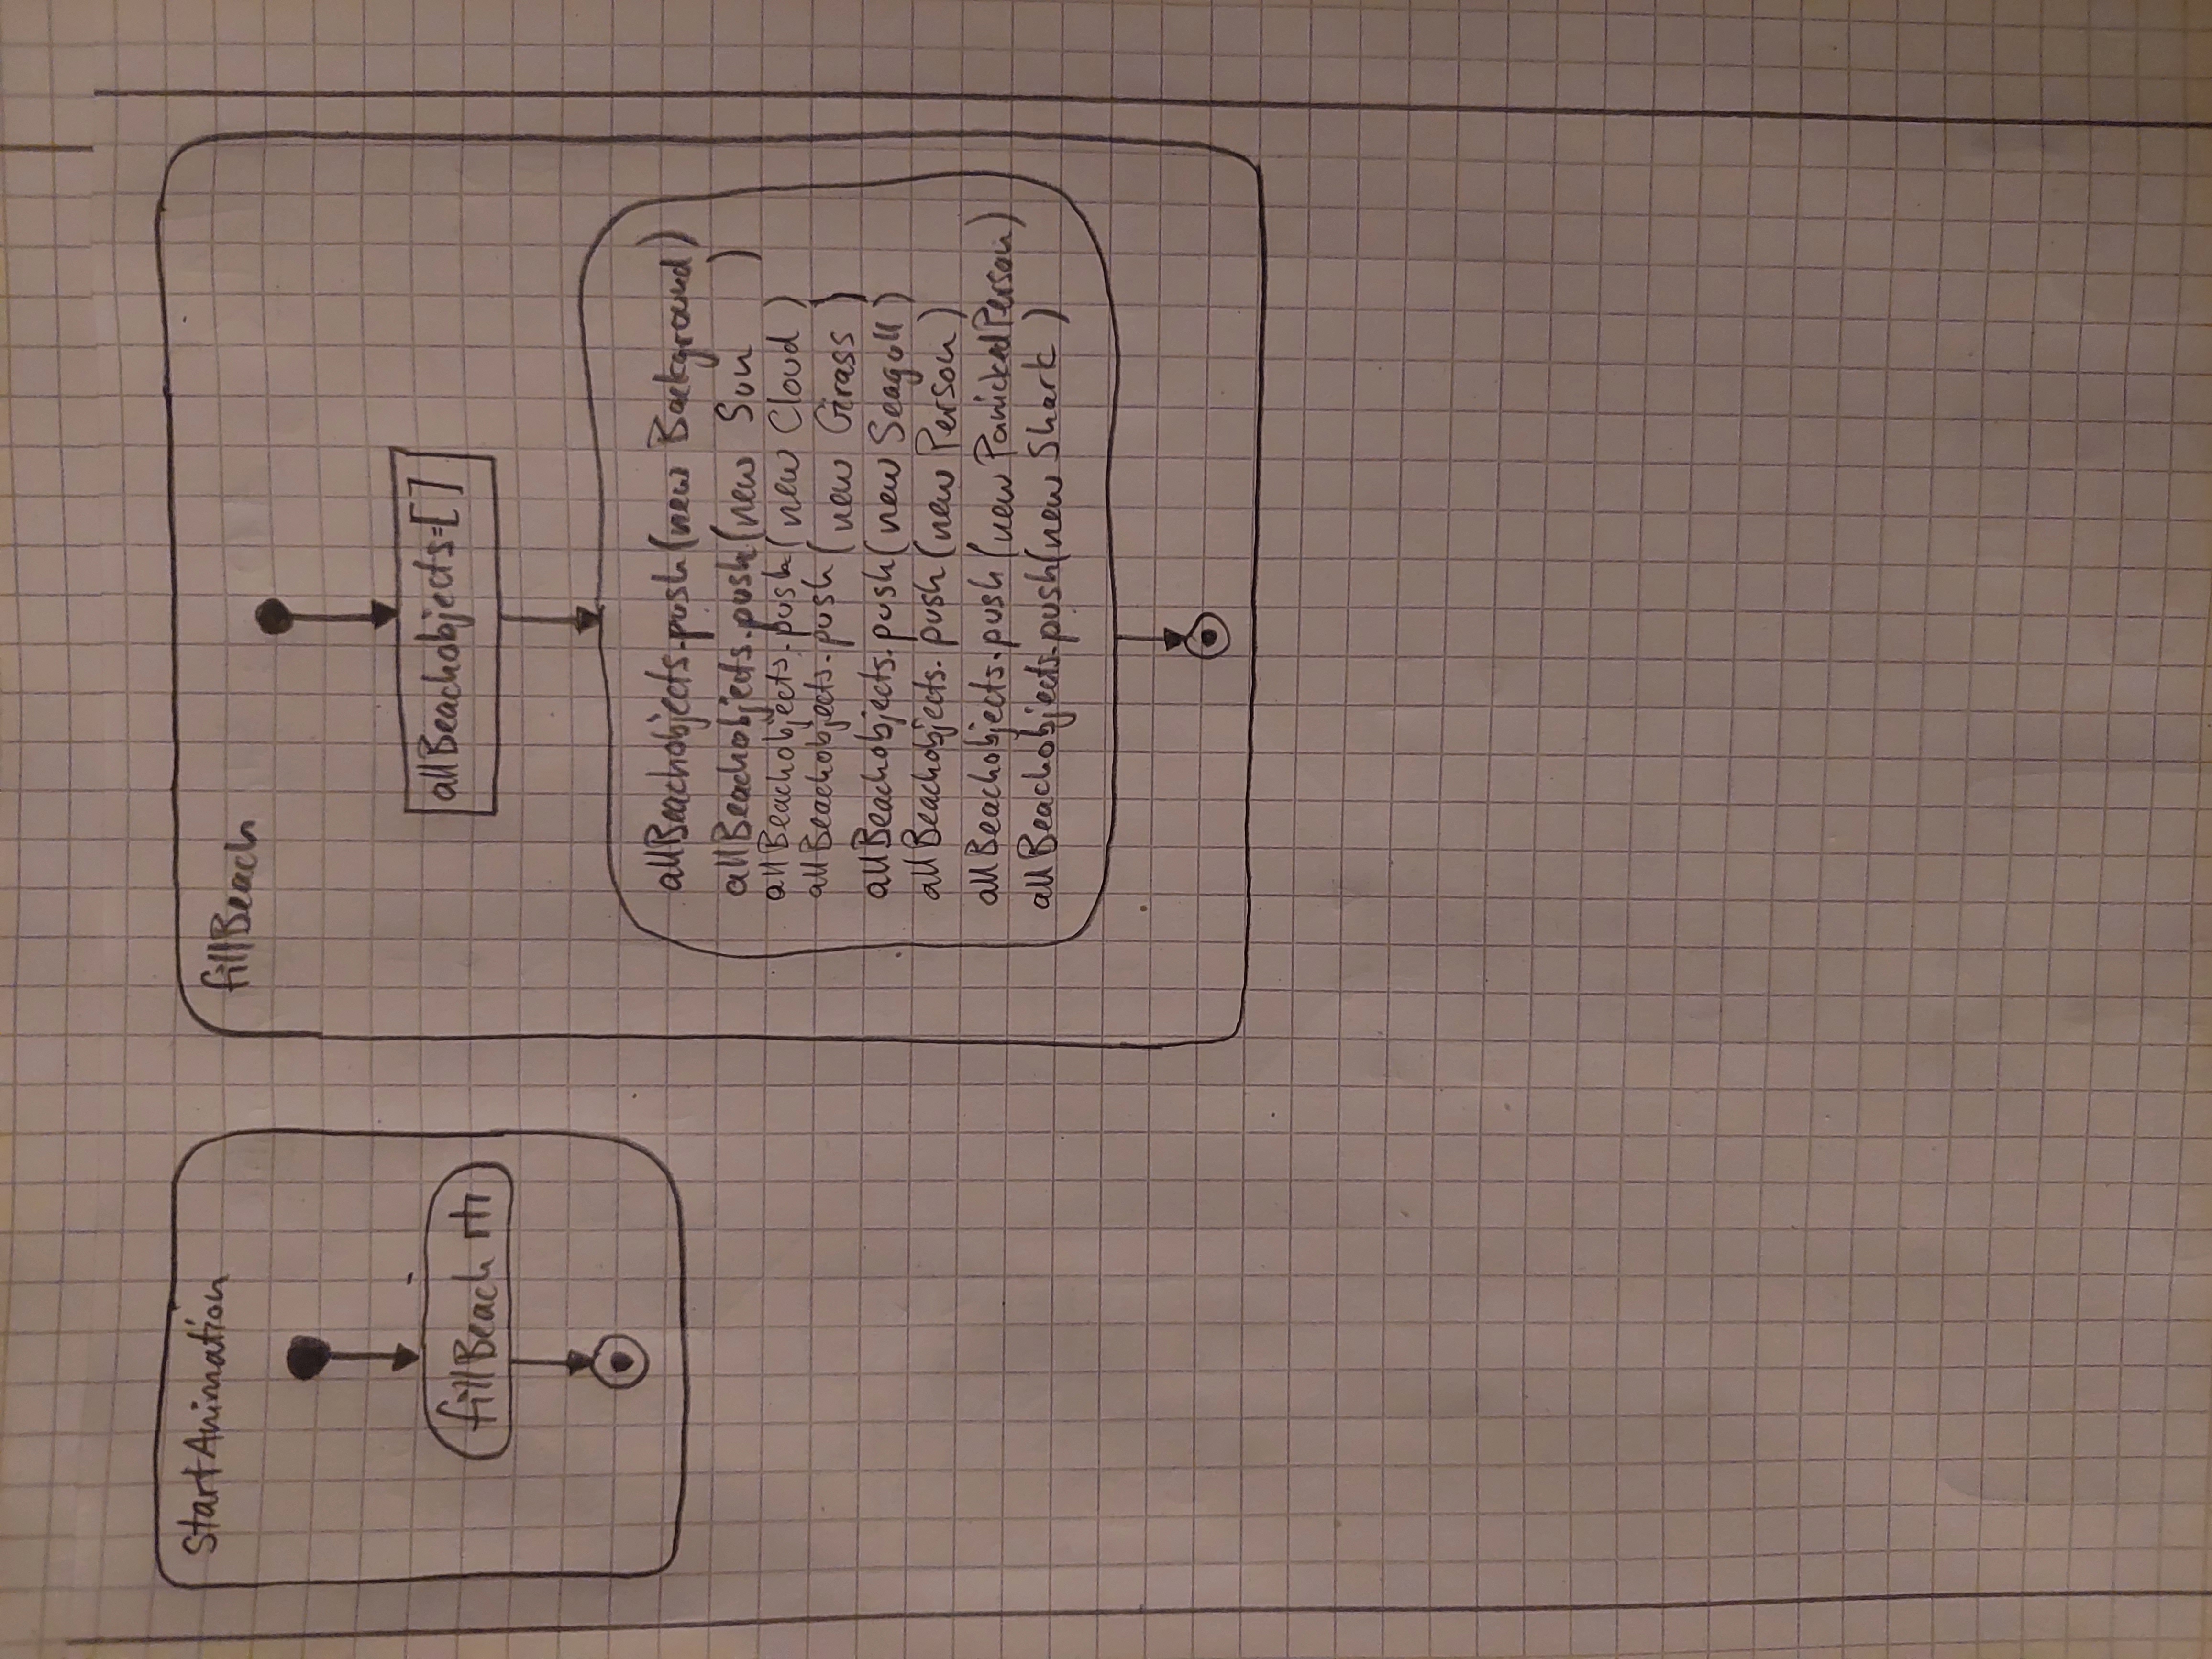 StartAnimation
fillBeach
fillBeach
allBeachobjects=[]
allBeachobjects.push(new Background)
allBeachobjects.push(new Sun )
allBeachobjects.push(new Cloud )
allBeachobjects.push(new Grass )
allBeachobjects.push(new Seagull )
allBeachobjects.push(new Person )
allBeachobjects.push(new PanickedPerson)
allBeachobjects.push(new Shark )